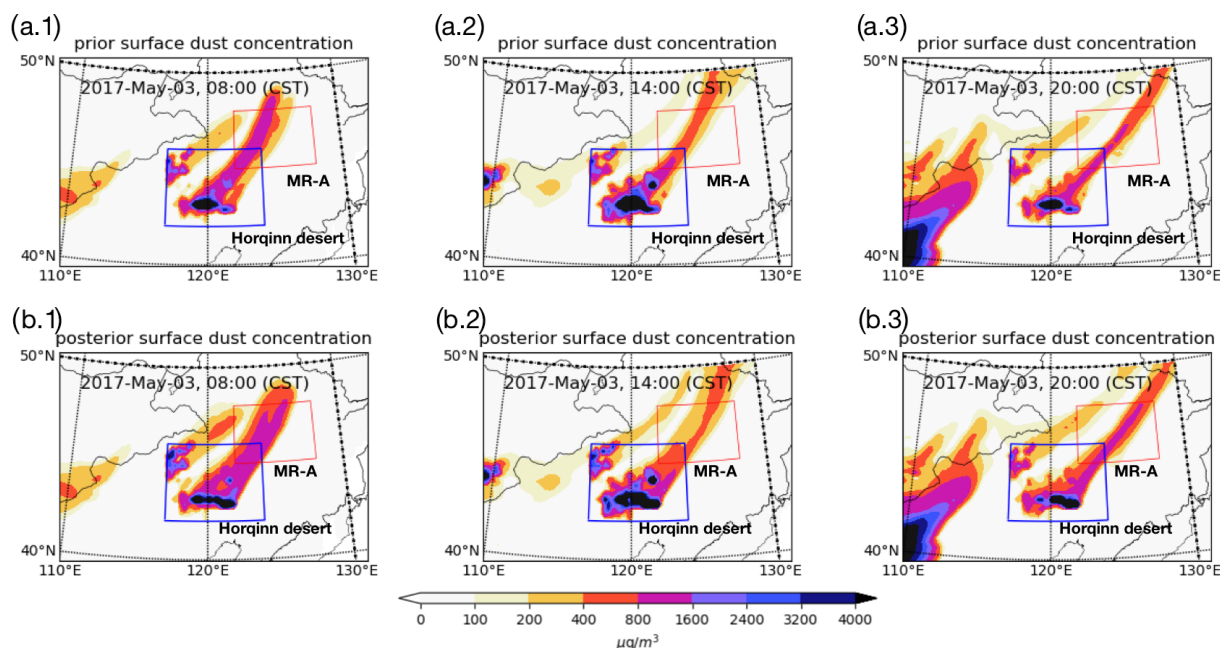 (a.1)
prior surface dust concentration
50°N
2017-May-03, 08:00 (CST)
MR-A
Horqinn desert
40°N
110°E
120°E
130°E
(a.2)
prior surface dust concentration
50°N
2017-May-03, 14:00 (CST)
MR-A
Horqinn desert
40°N
110°E
120°E
130°E
(a.3)
prior surface dust concentration
50°N
2017-May-03, 20:00 (CST)
MR-A
Horqinn desert
40°N
110°E
120°E
130°E
(b.1)
posterior surface dust concentration
50°N
2017-May-03, 08:00 (CST)
MR-A
Horqinn desert
40°N
110°E
120°E
130°E
(b.2)
posterior surface dust concentration
50°N
2017-May-03, 14:00 (CST)
MR-A
Horqinn desert
40°N
110°E
120°E
130°E
(b.3)
posterior surface dust concentration
50°N
2017-May-03, 20:00 (CST)
MR-A
Horqinn desert
40°N
110°E
120°E
130°E
0 100 200 400 800 1600 2400 3200 4000
μg/m³